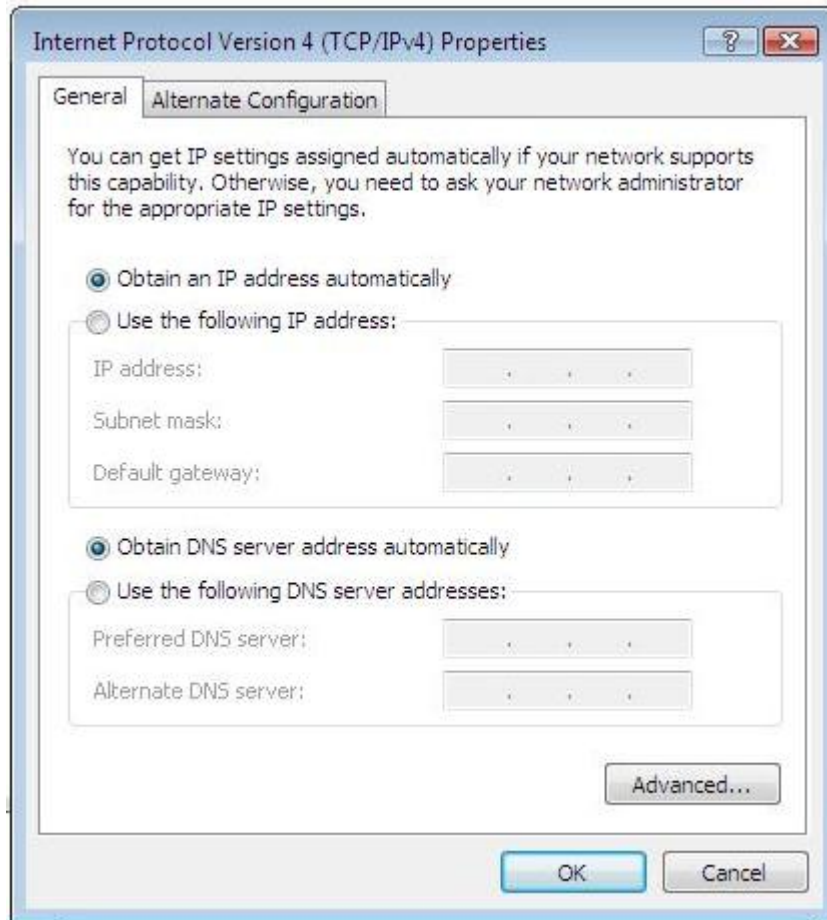 Internet Protocol Version 4 (TCP/IPv4) Properties
General
Alternate Configuration
You can get IP settings assigned automatically if your network supports
this capability. Otherwise, you need to ask your network administrator
for the appropriate IP settings.
Obtain an IP address automatically
Use the following IP address:
IP address:
Subnet mask:
Default gateway:
Obtain DNS server address automatically
Use the following DNS server addresses:
Preferred DNS server:
Alternate DNS server:
Advanced...
OK
Cancel